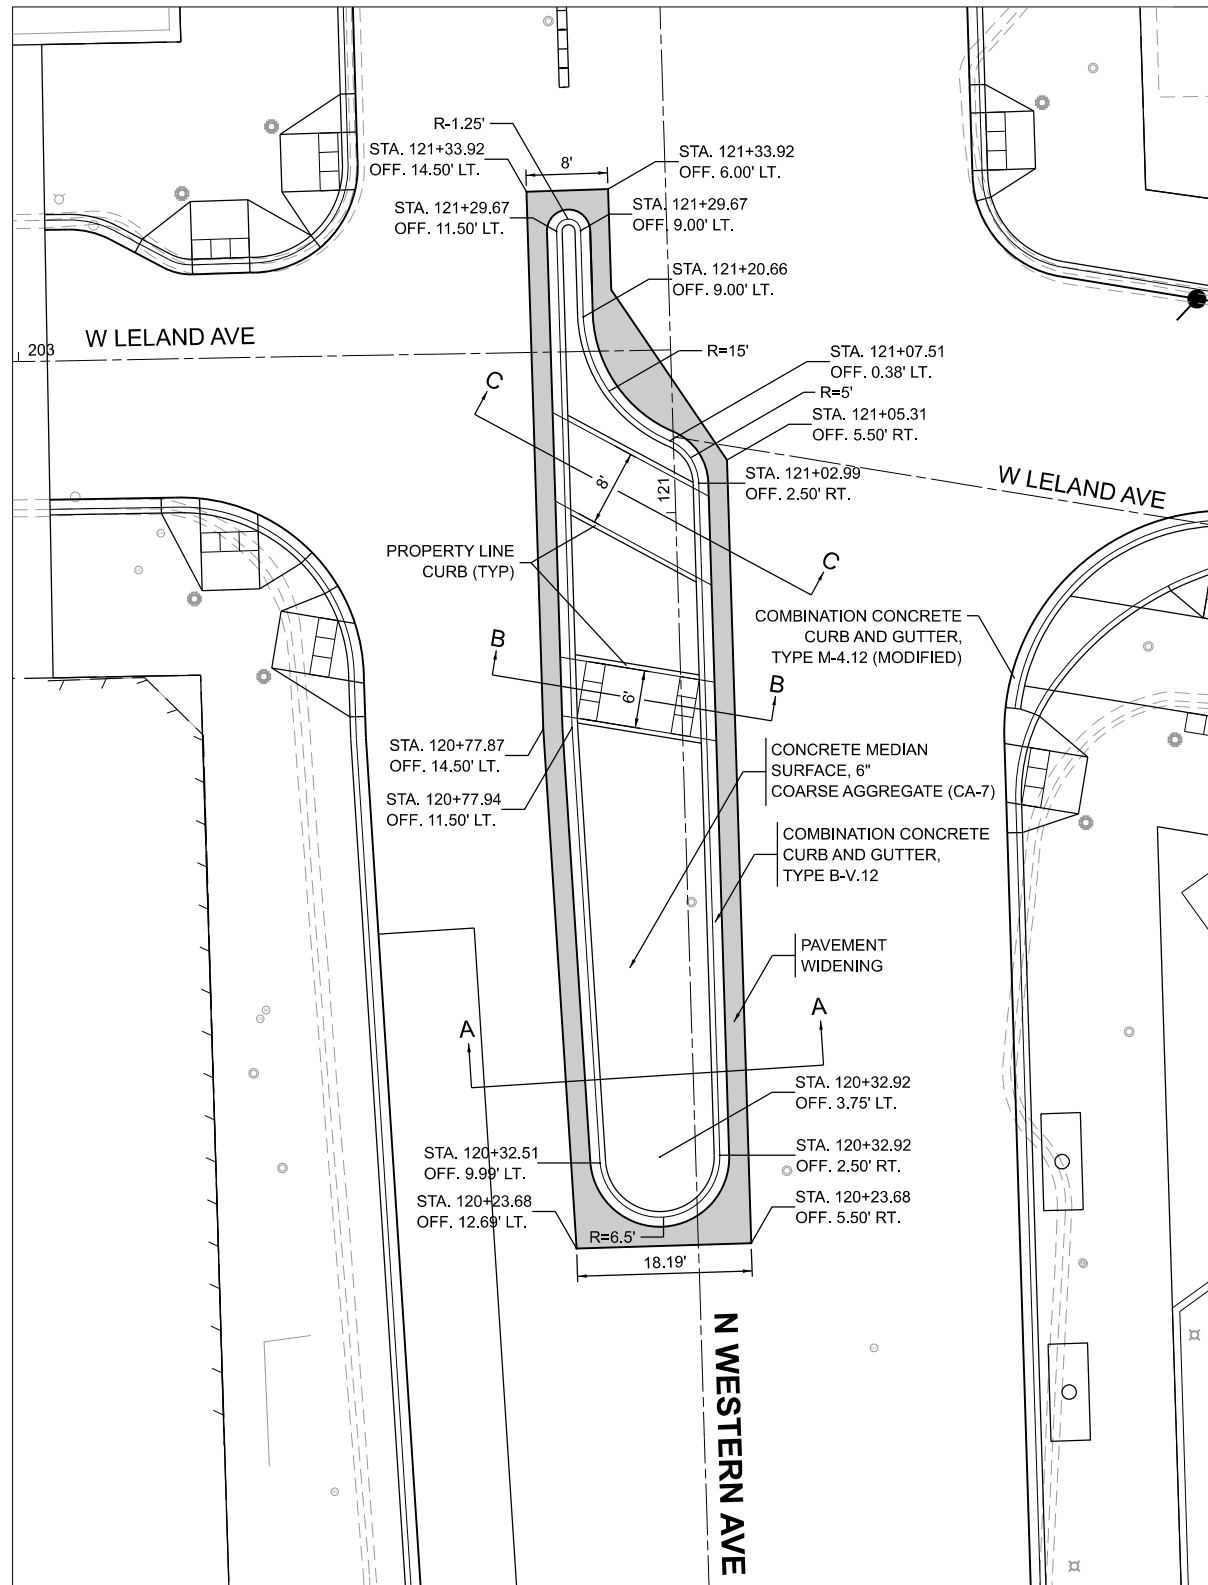 R-1.25'
STA. 121+33.92
OFF. 14.50' LT.
8'
STA. 121+33.92
OFF. 6.00' LT.
STA. 121+29.67
OFF. 11.50' LT.
STA. 121+29.67
OFF. 9.00' LT.
STA. 121+20.66
OFF. 9.00' LT.
W LELAND AVE
203
R=15'
STA. 121+07.51
OFF. 0.38' LT.
R=5'
STA. 121+05.31
OFF. 5.50' RT.
C
8'
121
STA. 121+02.99
OFF. 2.50' RT.
W LELAND AVE
PROPERTY LINE
CURB (TYP)
C
COMBINATION CONCRETE
CURB AND GUTTER,
TYPE M-4.12 (MODIFIED)
B
6'
B
STA. 120+77.87
OFF. 14.50' LT.
CONCRETE MEDIAN
SURFACE, 6"
COARSE AGGREGATE (CA-7)
STA. 120+77.94
OFF. 11.50' LT.
COMBINATION CONCRETE
CURB AND GUTTER,
TYPE B-V.12
PAVEMENT
WIDENING
A
A
STA. 120+32.92
OFF. 3.75' LT.
STA. 120+32.51
OFF. 9.99' LT.
STA. 120+32.92
OFF. 2.50' RT.
STA. 120+23.68
OFF. 12.69' LT.
STA. 120+23.68
OFF. 5.50' RT.
R=6.5'
18.19'
N WESTERN AVE